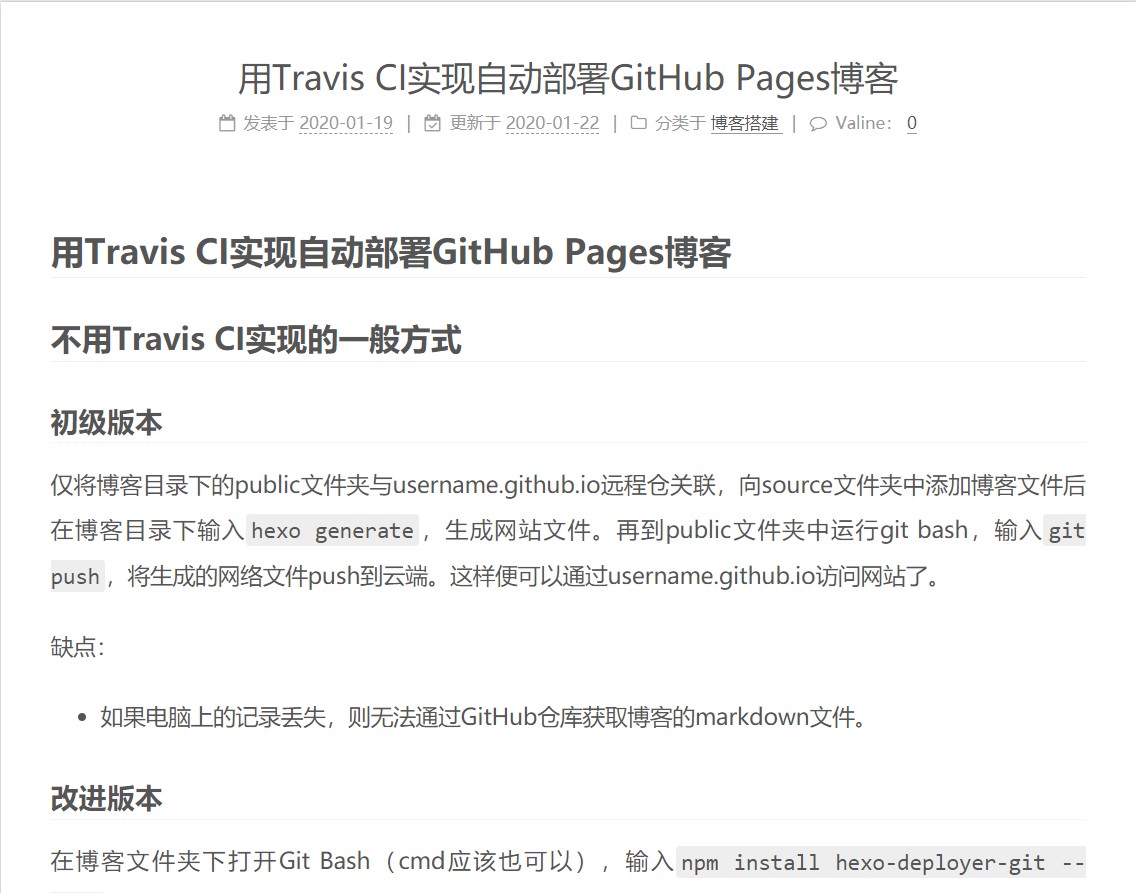 用Travis CI实现自动部署GitHub Pages博客
发表于 2020-01-19 | 更新于 2020-01-22 | 分类于 博客搭建 | Valine： 0
用Travis CI实现自动部署GitHub Pages博客
不用Travis CI实现的一般方式
初级版本
仅将博客目录下的public文件夹与username.github.io远程仓关联，向source文件夹中添加博客文件后
在博客目录下输入 hexo generate ，生成网站文件。再到public文件夹中运行git bash，输入 git
push ，将生成的网络文件push到云端。这样便可以通过username.github.io访问网站了。
缺点：
• 如果电脑上的记录丢失，则无法通过GitHub仓库获取博客的markdown文件。
改进版本
在博客文件夹下打开Git Bash（cmd应该也可以），输入 npm install hexo-deployer-git --